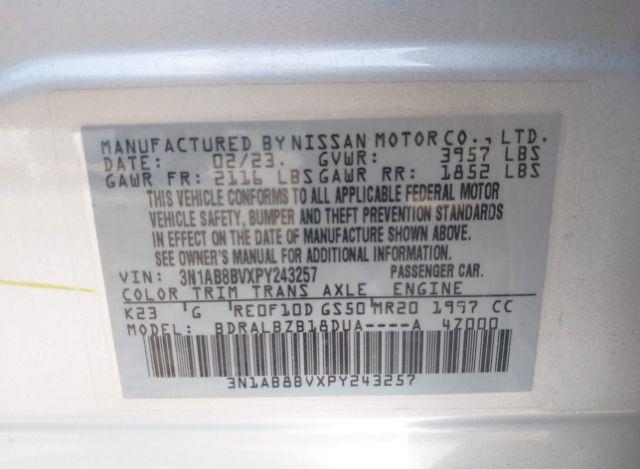 MANUFACTURED BY NISSAN MOTOR CO., LTD.
DATE: 02/23. GVWR: 3957 LBS
GAWR FR: 2116 LBS GAWR RR: 1852 LBS
THIS VEHICLE CONFORMS TO ALL APPLICABLE FEDERAL MOTOR
VEHICLE SAFETY, BUMPER AND THEFT PREVENTION STANDARDS
IN EFFECT ON THE DATE OF MANUFACTURE SHOWN ABOVE.
SEE OWNER'S MANUAL FOR ADDITIONAL INFORMATION.
VIN: 3N1AB8BVXPY243257 PASSENGER CAR.
COLOR TRIM TRANS AXLE ENGINE
K23 G RE0F10D GS50 MR20 1997 CC
MODEL BDRALBZB18DUA----A 4Z000
3N1AB8BVXPY243257